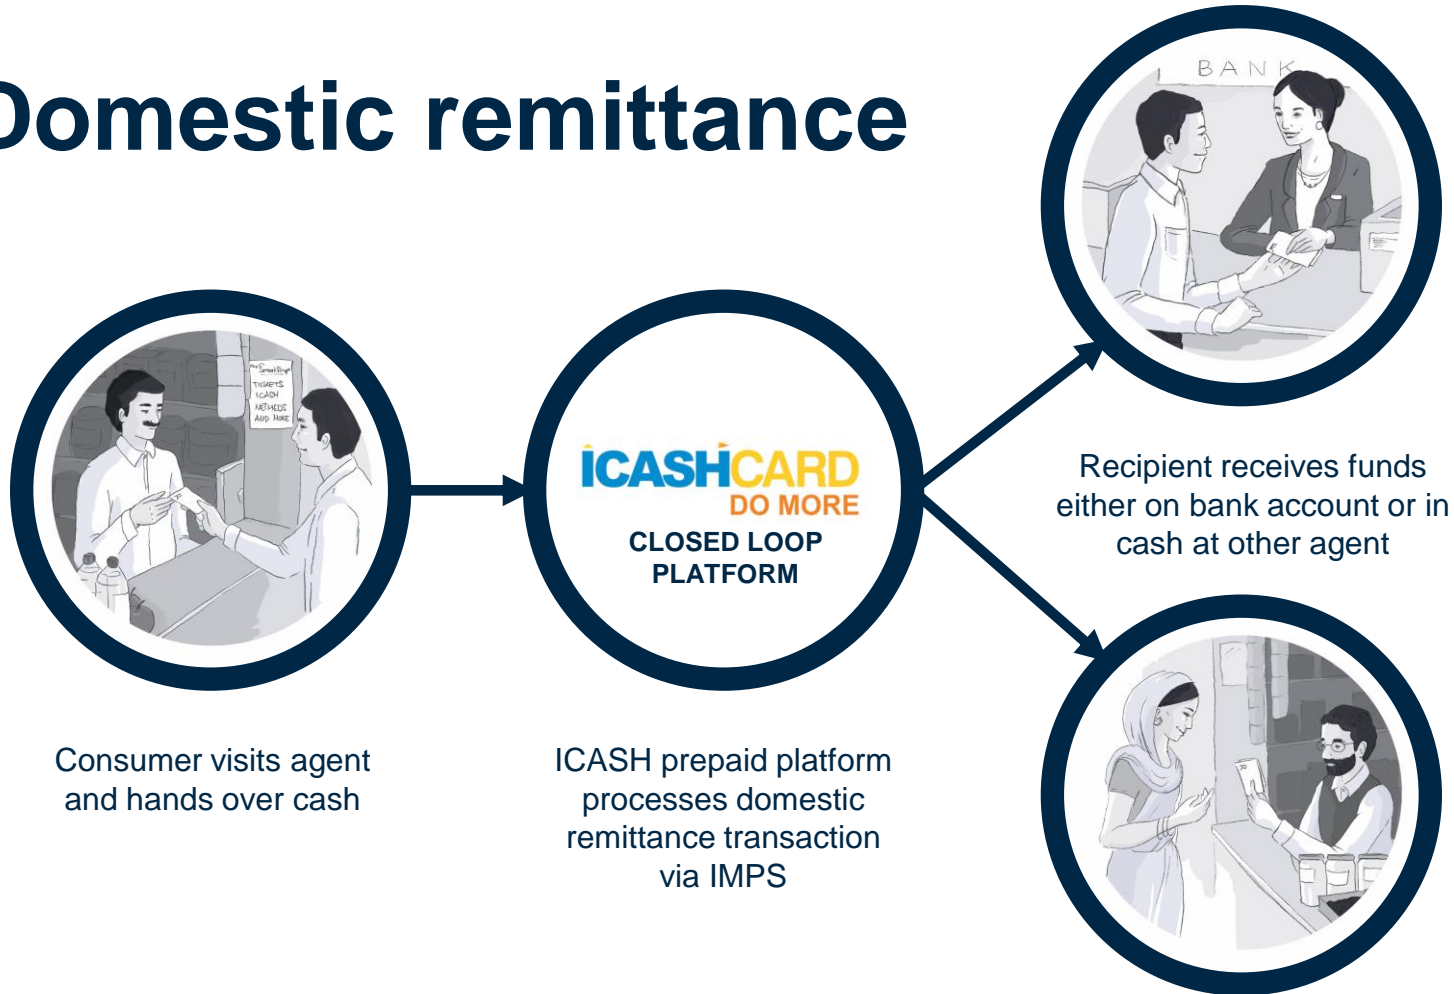 Domestic remittance
BANK
SmartShop
TICKETS
ICASH
NETMEDS
AND MORE
ICASHCARD
DO MORE
CLOSED LOOP
PLATFORM
Recipient receives funds
either on bank account or in
cash at other agent
Consumer visits agent
and hands over cash
ICASH prepaid platform
processes domestic
remittance transaction
via IMPS